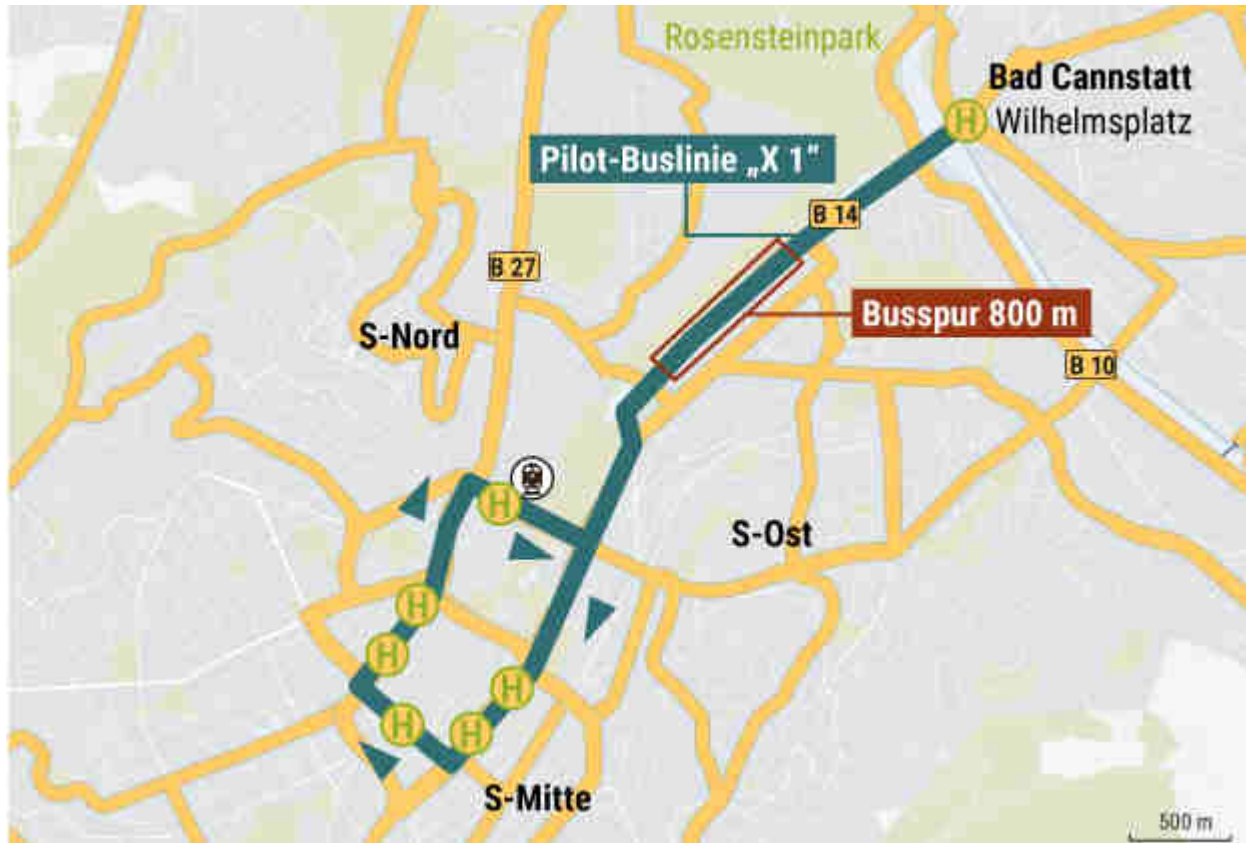 Rosensteinpark
Bad Cannstatt
Wilhelmsplatz
H
Pilot-Buslinie „X 1“
B 14
B 27
Busspur 800 m
S-Nord
B 10
H
S-Ost
H
H
H
H
H
S-Mitte
500 m